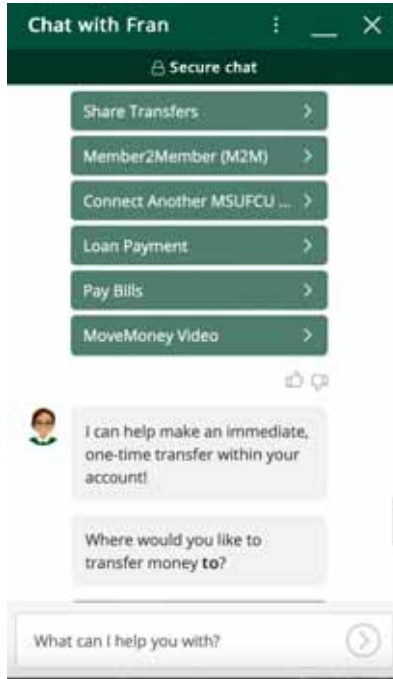 Chat with Fran
Secure chat
Share Transfers
Member2Member (M2M)
Connect Another MSUFCU ...
Loan Payment
Pay Bills
MoveMoney Video
I can help make an immediate,
one-time transfer within your
account!
Where would you like to
transfer money to?
What can I help you with?